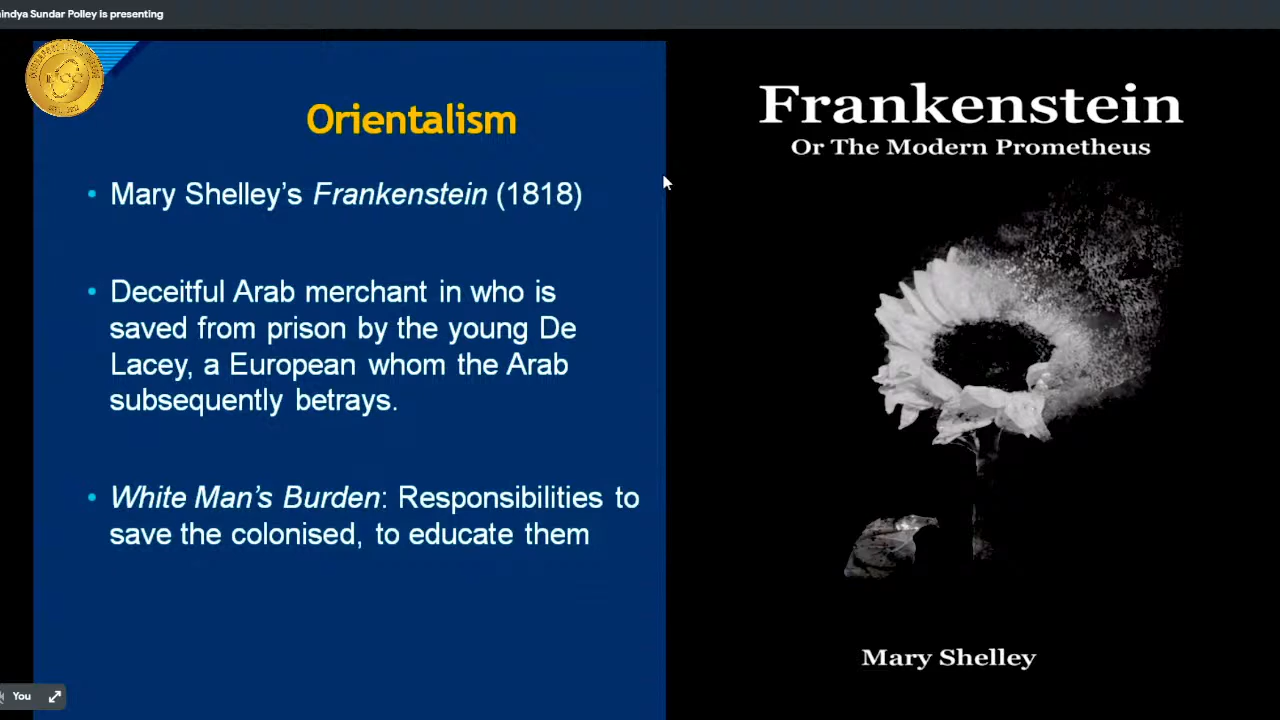 indya Sundar Polley is presenting
Orientalism
• Mary Shelley's Frankenstein (1818)
• Deceitful Arab merchant in who is
saved from prison by the young De
Lacey, a European whom the Arab
subsequently betrays.
• White Man's Burden: Responsibilities to
save the colonised, to educate them
Frankenstein
Or The Modern Prometheus
Mary Shelley
You